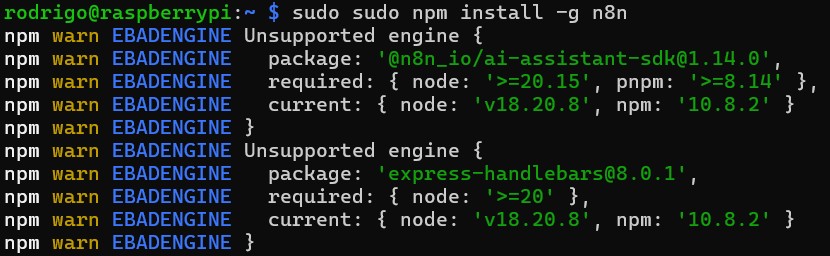 rodrigo@raspberrypi:~ $ sudo sudo npm install -g n8n
npm warn EBADENGINE Unsupported engine {
npm warn EBADENGINE   package: '@n8n_io/ai-assistant-sdk@1.14.0',
npm warn EBADENGINE   required: { node: '>=20.15', pnpm: '>=8.14' },
npm warn EBADENGINE   current: { node: 'v18.20.8', npm: '10.8.2' }
npm warn EBADENGINE }
npm warn EBADENGINE Unsupported engine {
npm warn EBADENGINE   package: 'express-handlebars@8.0.1',
npm warn EBADENGINE   required: { node: '>=20' },
npm warn EBADENGINE   current: { node: 'v18.20.8', npm: '10.8.2' }
npm warn EBADENGINE }